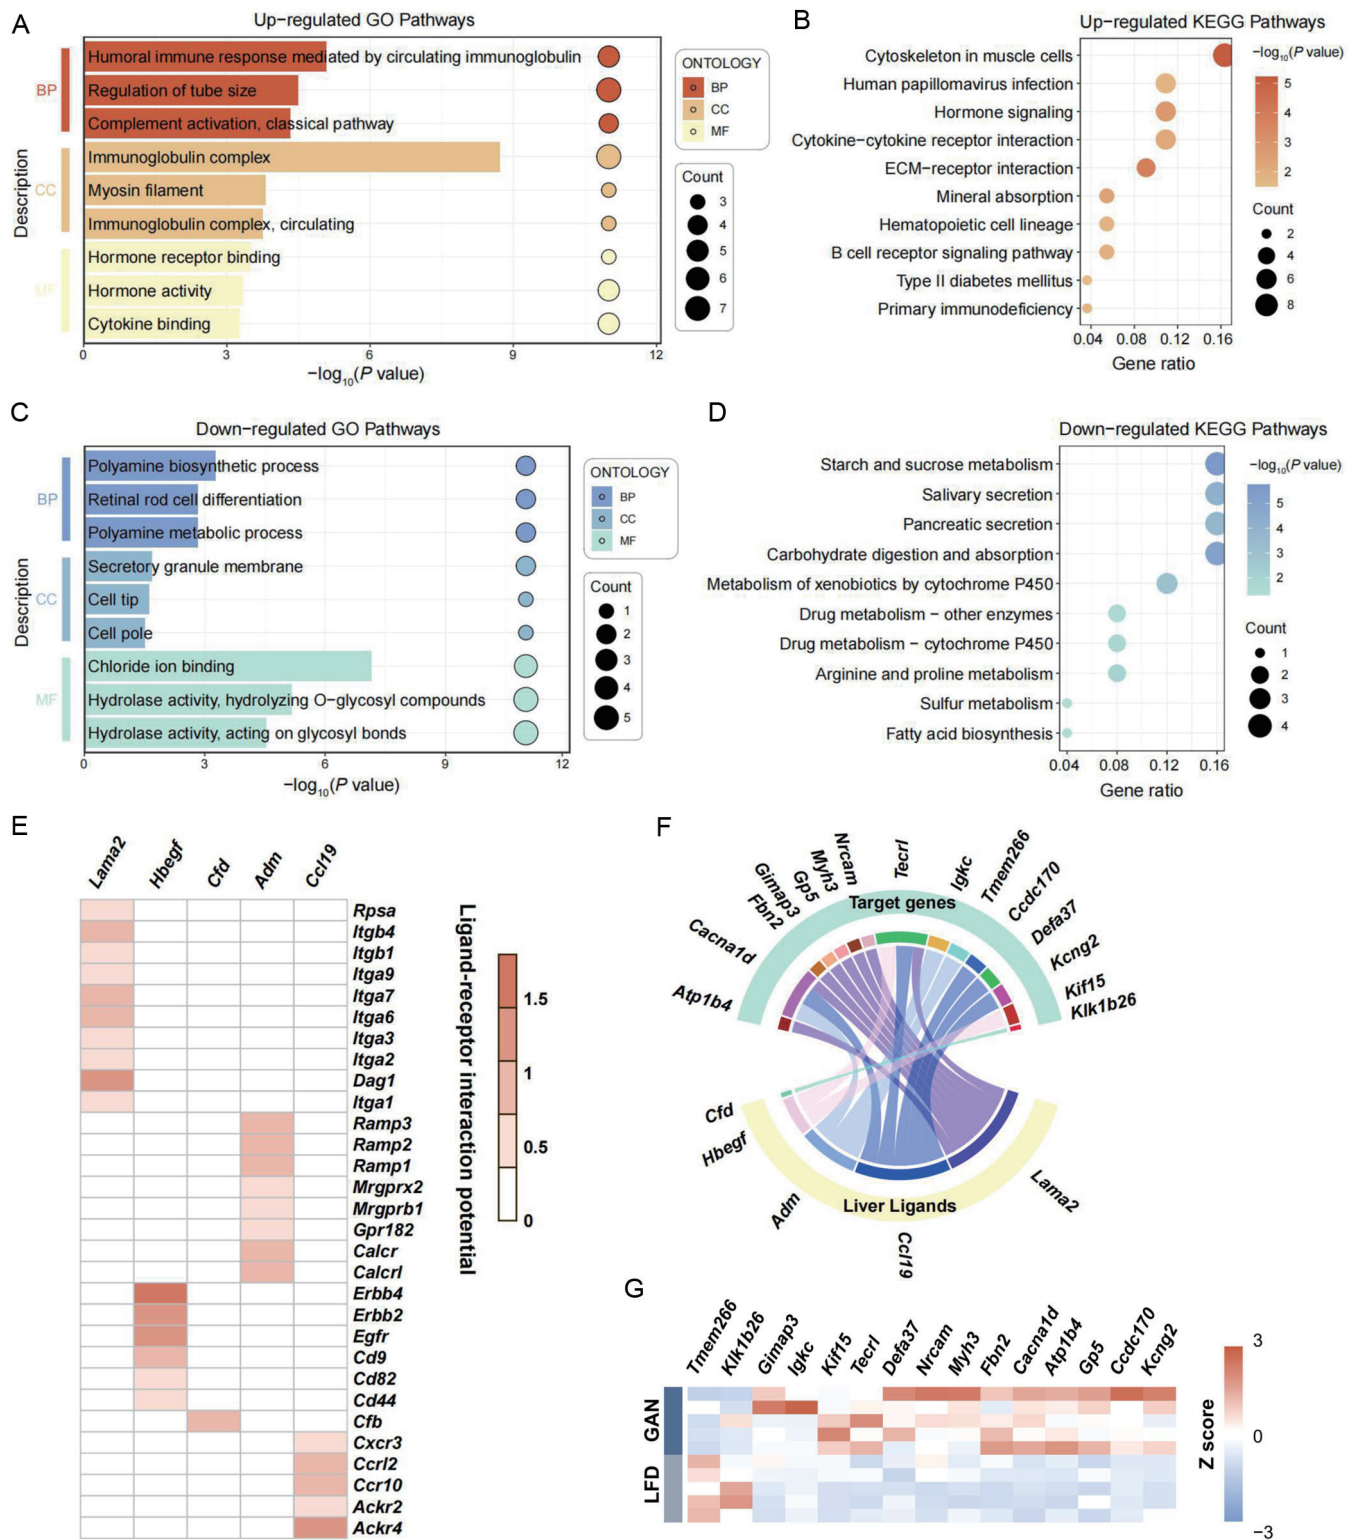 A
Up−regulated GO Pathways
Description
BP
CC
MF
Humoral immune response mediated by circulating immunoglobulin
Regulation of tube size
Complement activation, classical pathway
Immunoglobulin complex
Myosin filament
Immunoglobulin complex, circulating
Hormone receptor binding
Hormone activity
Cytokine binding
0 3 6 9 12
−log10(P value)
ONTOLOGY
BP
CC
MF
Count
3
4
5
6
7
B
Up−regulated KEGG Pathways
Cytoskeleton in muscle cells
Human papillomavirus infection
Hormone signaling
Cytokine−cytokine receptor interaction
ECM−receptor interaction
Mineral absorption
Hematopoietic cell lineage
B cell receptor signaling pathway
Type II diabetes mellitus
Primary immunodeficiency
0.04 0.08 0.12 0.16
Gene ratio
−log10(P value)
5
4
3
2
Count
2
4
6
8
C
Down−regulated GO Pathways
Description
BP
CC
MF
Polyamine biosynthetic process
Retinal rod cell differentiation
Polyamine metabolic process
Secretory granule membrane
Cell tip
Cell pole
Chloride ion binding
Hydrolase activity, hydrolyzing O−glycosyl compounds
Hydrolase activity, acting on glycosyl bonds
0 3 6 9 12
−log10(P value)
ONTOLOGY
BP
CC
MF
Count
1
2
3
4
5
D
Down−regulated KEGG Pathways
Starch and sucrose metabolism
Salivary secretion
Pancreatic secretion
Carbohydrate digestion and absorption
Metabolism of xenobiotics by cytochrome P450
Drug metabolism − other enzymes
Drug metabolism − cytochrome P450
Arginine and proline metabolism
Sulfur metabolism
Fatty acid biosynthesis
0.04 0.08 0.12 0.16
Gene ratio
−log10(P value)
5
4
3
2
Count
1
2
3
4
E
Lama2 Hbegf Cfd Adm Ccl19
Rpsa
Itgb4
Itgb1
Itga9
Itga7
Itga6
Itga3
Itga2
Dag1
Itga1
Ramp3
Ramp2
Ramp1
Mrgprx2
Mrgprb1
Gpr182
Calcr
Calcrl
Erbb4
Erbb2
Egfr
Cd9
Cd82
Cd44
Cfb
Cxcr3
Ccrl2
Ccr10
Ackr2
Ackr4
Ligand−receptor interaction potential
1.5
1
0.5
0
F
Atp1b4
Cacna1d
Fbn2
Gimap3
Gp5
Myh3
Nrcam
Tecrl
Igkc
Tmem266
Ccdc170
Defa37
Kcng2
Kif15
Klk1b26
Target genes
Cfd
Hbegf
Adm
Ccl19
Lama2
Liver Ligands
G
Tmem266 Klk1b26 Gimap3 Igkc Kif15 Tecrl Defa37 Nrcam Myh3 Fbn2 Cacna1d Atp1b4 Gp5 Ccdc170 Kcng2
GAN
LFD
Z score
3
0
−3